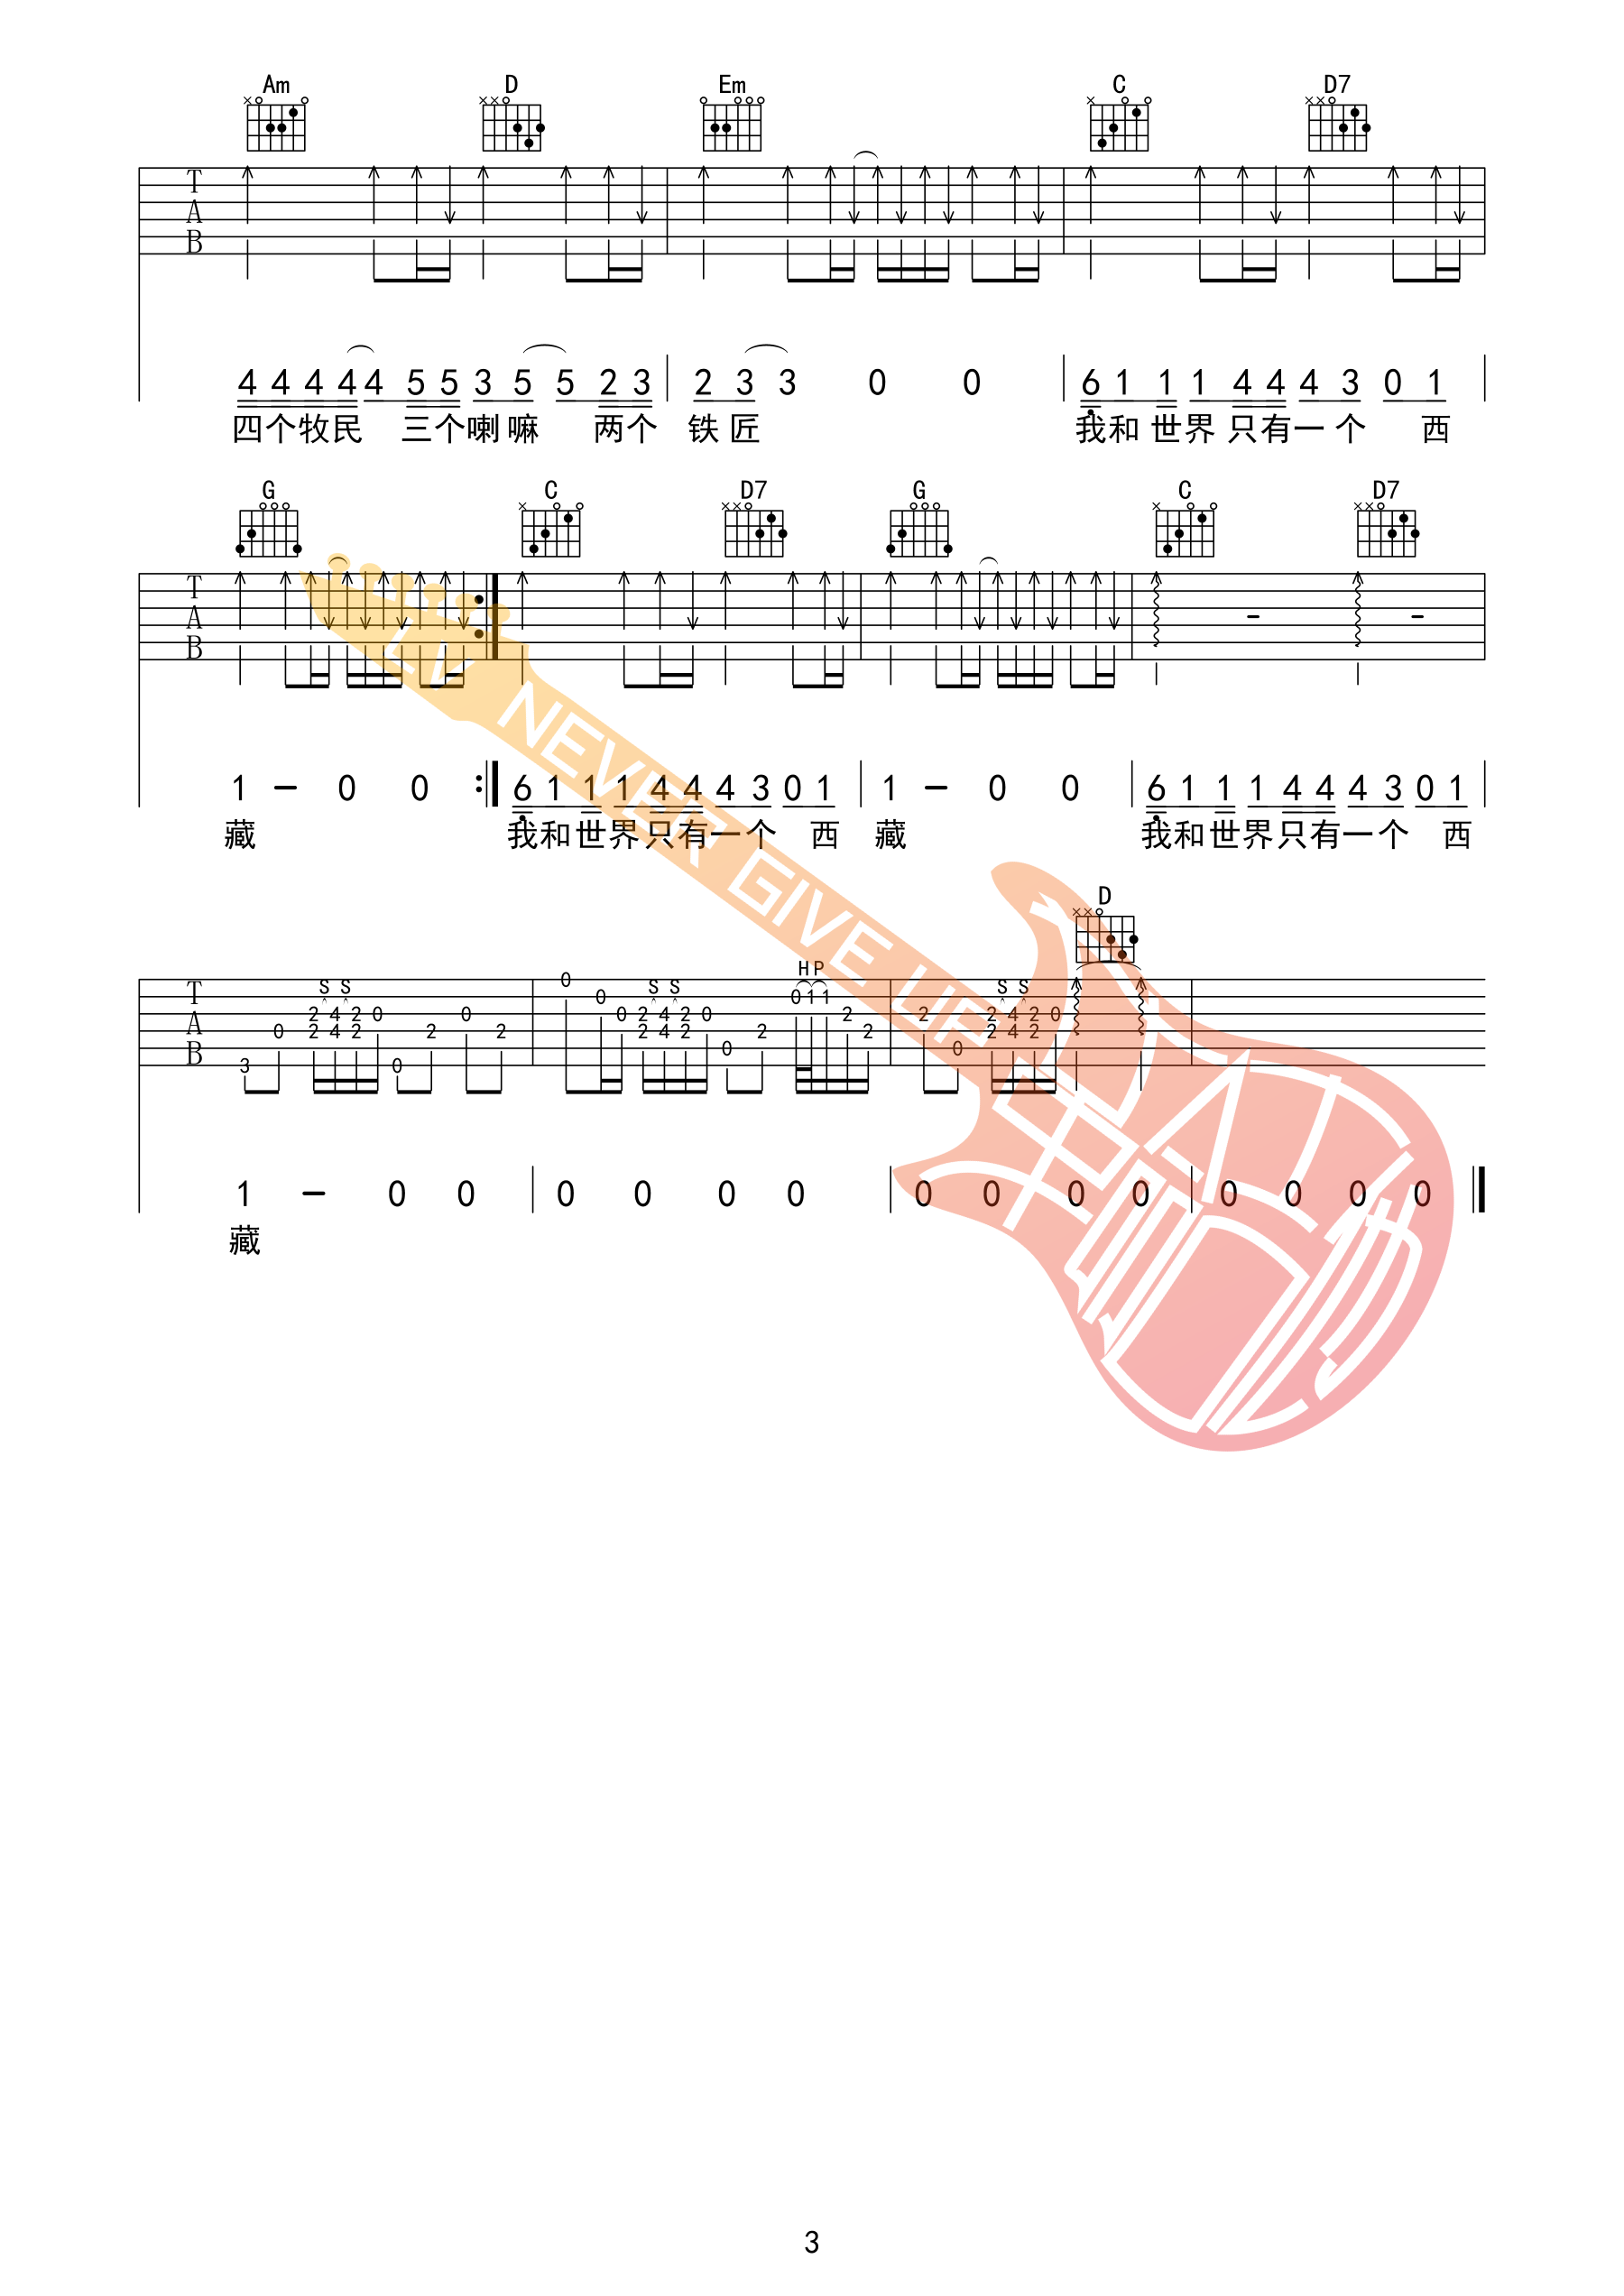 Am D Em C D7
T
A
B
4 4 4 4 4 5 5 3 5 5 2 3 2 3 3 0 0 6 1 1 1 4 4 4 3 0 1
四个牧民 三个喇嘛 两个 铁匠 我和 世界 只有一个 西
G C D7 G C D7
T
A
B
1 – 0 0 6 1 1 1 4 4 4 3 0 1 1 – 0 0 6 1 1 1 4 4 4 3 0 1
藏 我和世界只有一个 西 藏 我和世界只有一个 西
D
H P
S S S S S S
T
A
B
3 0 2 2 4 4 2 2 0 0 2 0 2 0 0 0 2 2 4 4 2 2 0 0 2 0 1 1 2 2 2 0 2 2 4 4 2 2 0
1 – 0 0 0 0 0 0 0 0 0 0 0 0 0 0
藏
LV NEVER GIVE UP
3